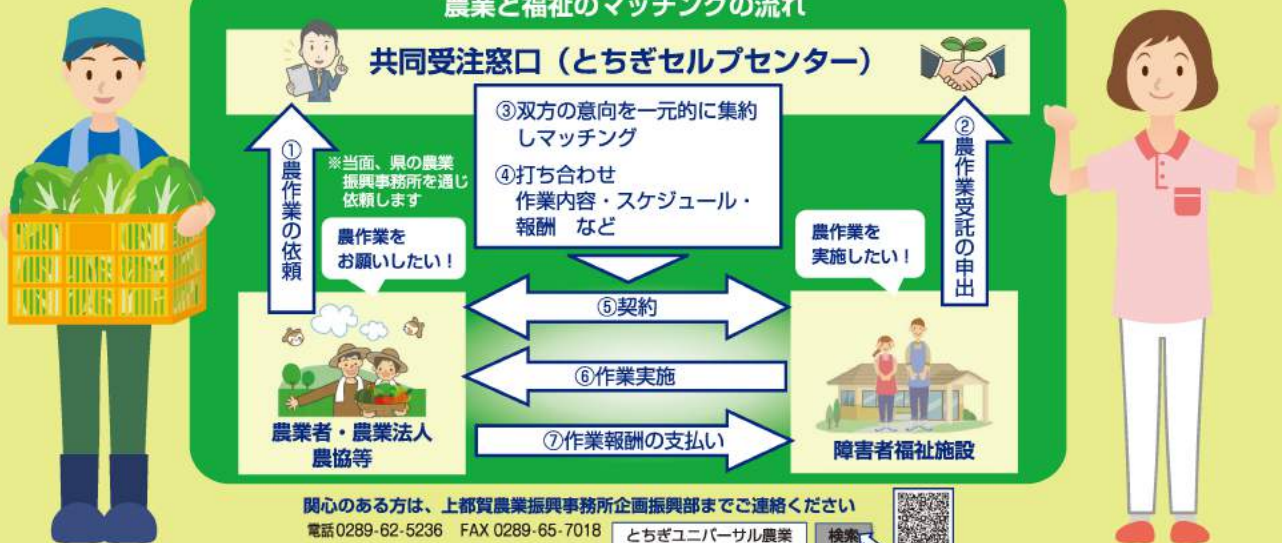 農業と福祉のマッチングの流れ
共同受注窓口（とちぎセルプセンター）
①農作業の依頼
※当面、県の農業
振興事務所を通じ
依頼します
③双方の意向を一元的に集約
しマッチング
④打ち合わせ
作業内容・スケジュール・
報酬　など
②農作業受託の申出
農作業を
お願いしたい！
農作業を
実施したい！
⑤契約
⑥作業実施
⑦作業報酬の支払い
農業者・農業法人
農協等
障害者福祉施設
関心のある方は、上都賀農業振興事務所企画振興部までご連絡ください
電話0289-62-5236　FAX 0289-65-7018
とちぎユニバーサル農業
検索